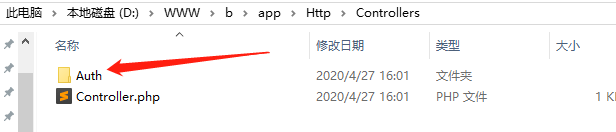 此电脑 > 本地磁盘 (D:) > WWW > b > app > Http > Controllers
名称 修改日期 类型 大小
Auth 2020/4/27 16:01 文件夹
Controller.php 2020/4/27 16:01 PHP 文件 1 K